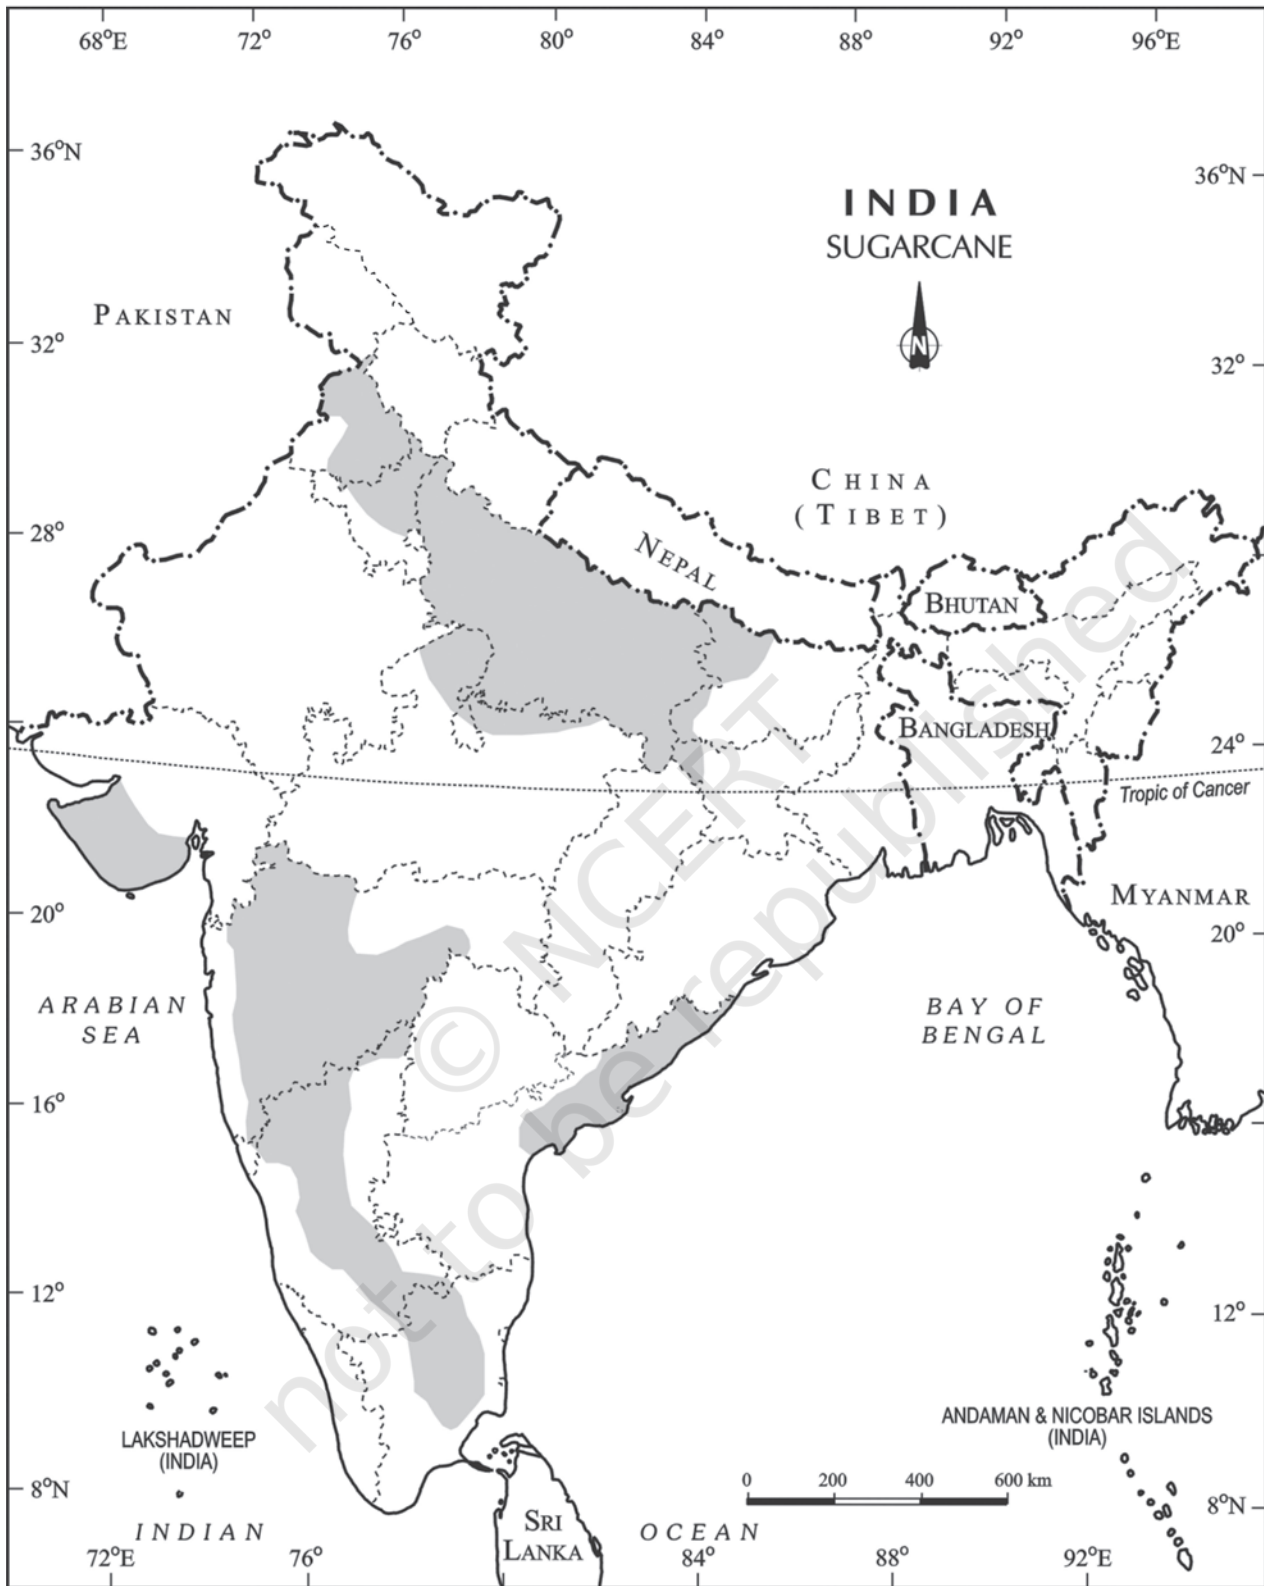 68°E 72° 76° 80° 84° 88° 92° 96°E
36°N
36°N
INDIA
SUGARCANE
N
PAKISTAN
32°
32°
CHINA
(TIBET)
28°
NEPAL
BHUTAN
BANGLADESH
24°
Tropic of Cancer
MYANMAR
20°
20°
ARABIAN
SEA
BAY OF
BENGAL
16°
12°
12°
© NCERT
not to be republished
LAKSHADWEEP
(INDIA)
ANDAMAN & NICOBAR ISLANDS
(INDIA)
0 200 400 600 km
8°N
8°N
INDIAN
SRI
LANKA
OCEAN
72°E 76° 84° 88° 92°E